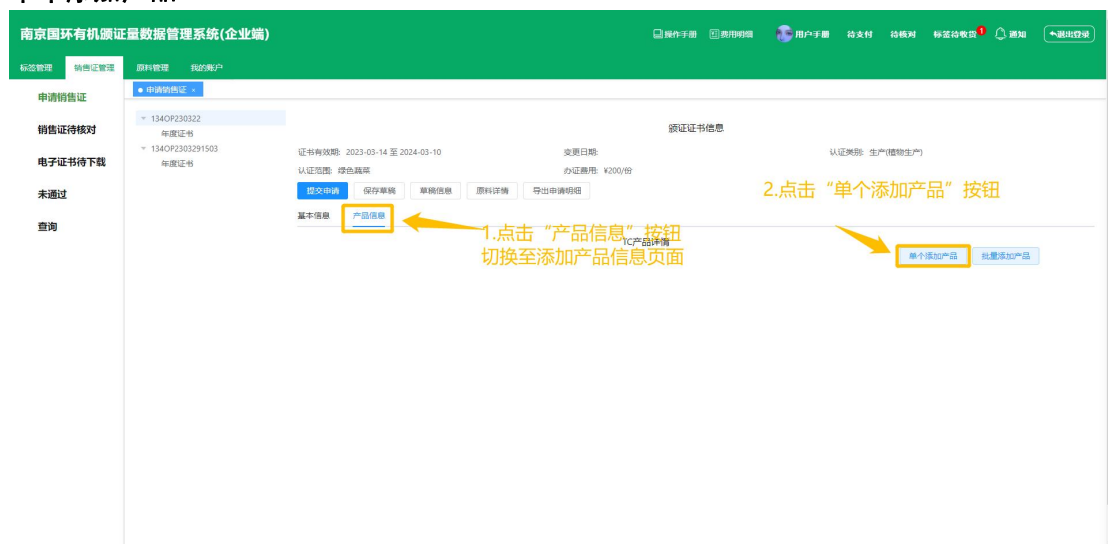 南京国环有机颁证量数据管理系统(企业端)
操作手册 费用明细 用户手册 待支付 待核对 标签待收货 1 通知 退出登录
标签管理 销售证管理 原料管理 我的账户
申请销售证
销售证待核对
电子证书待下载
未通过
查询
申请销售证 ×
134OP230322
年度证书
134OP2303291503
年度证书
颁证证书信息
证书有效期: 2023-03-14 至 2024-03-10 变更日期: 认证类别: 生产(植物生产)
认证范围: 绿色蔬菜 办证费用: ¥200/份
提交申请 保存草稿 草稿信息 原料详情 导出申请明细
2.点击“单个添加产品”按钮
基本信息 产品信息
1.点击“产品信息”按钮
切换至添加产品信息页面
TC产品详情
单个添加产品 批量添加产品